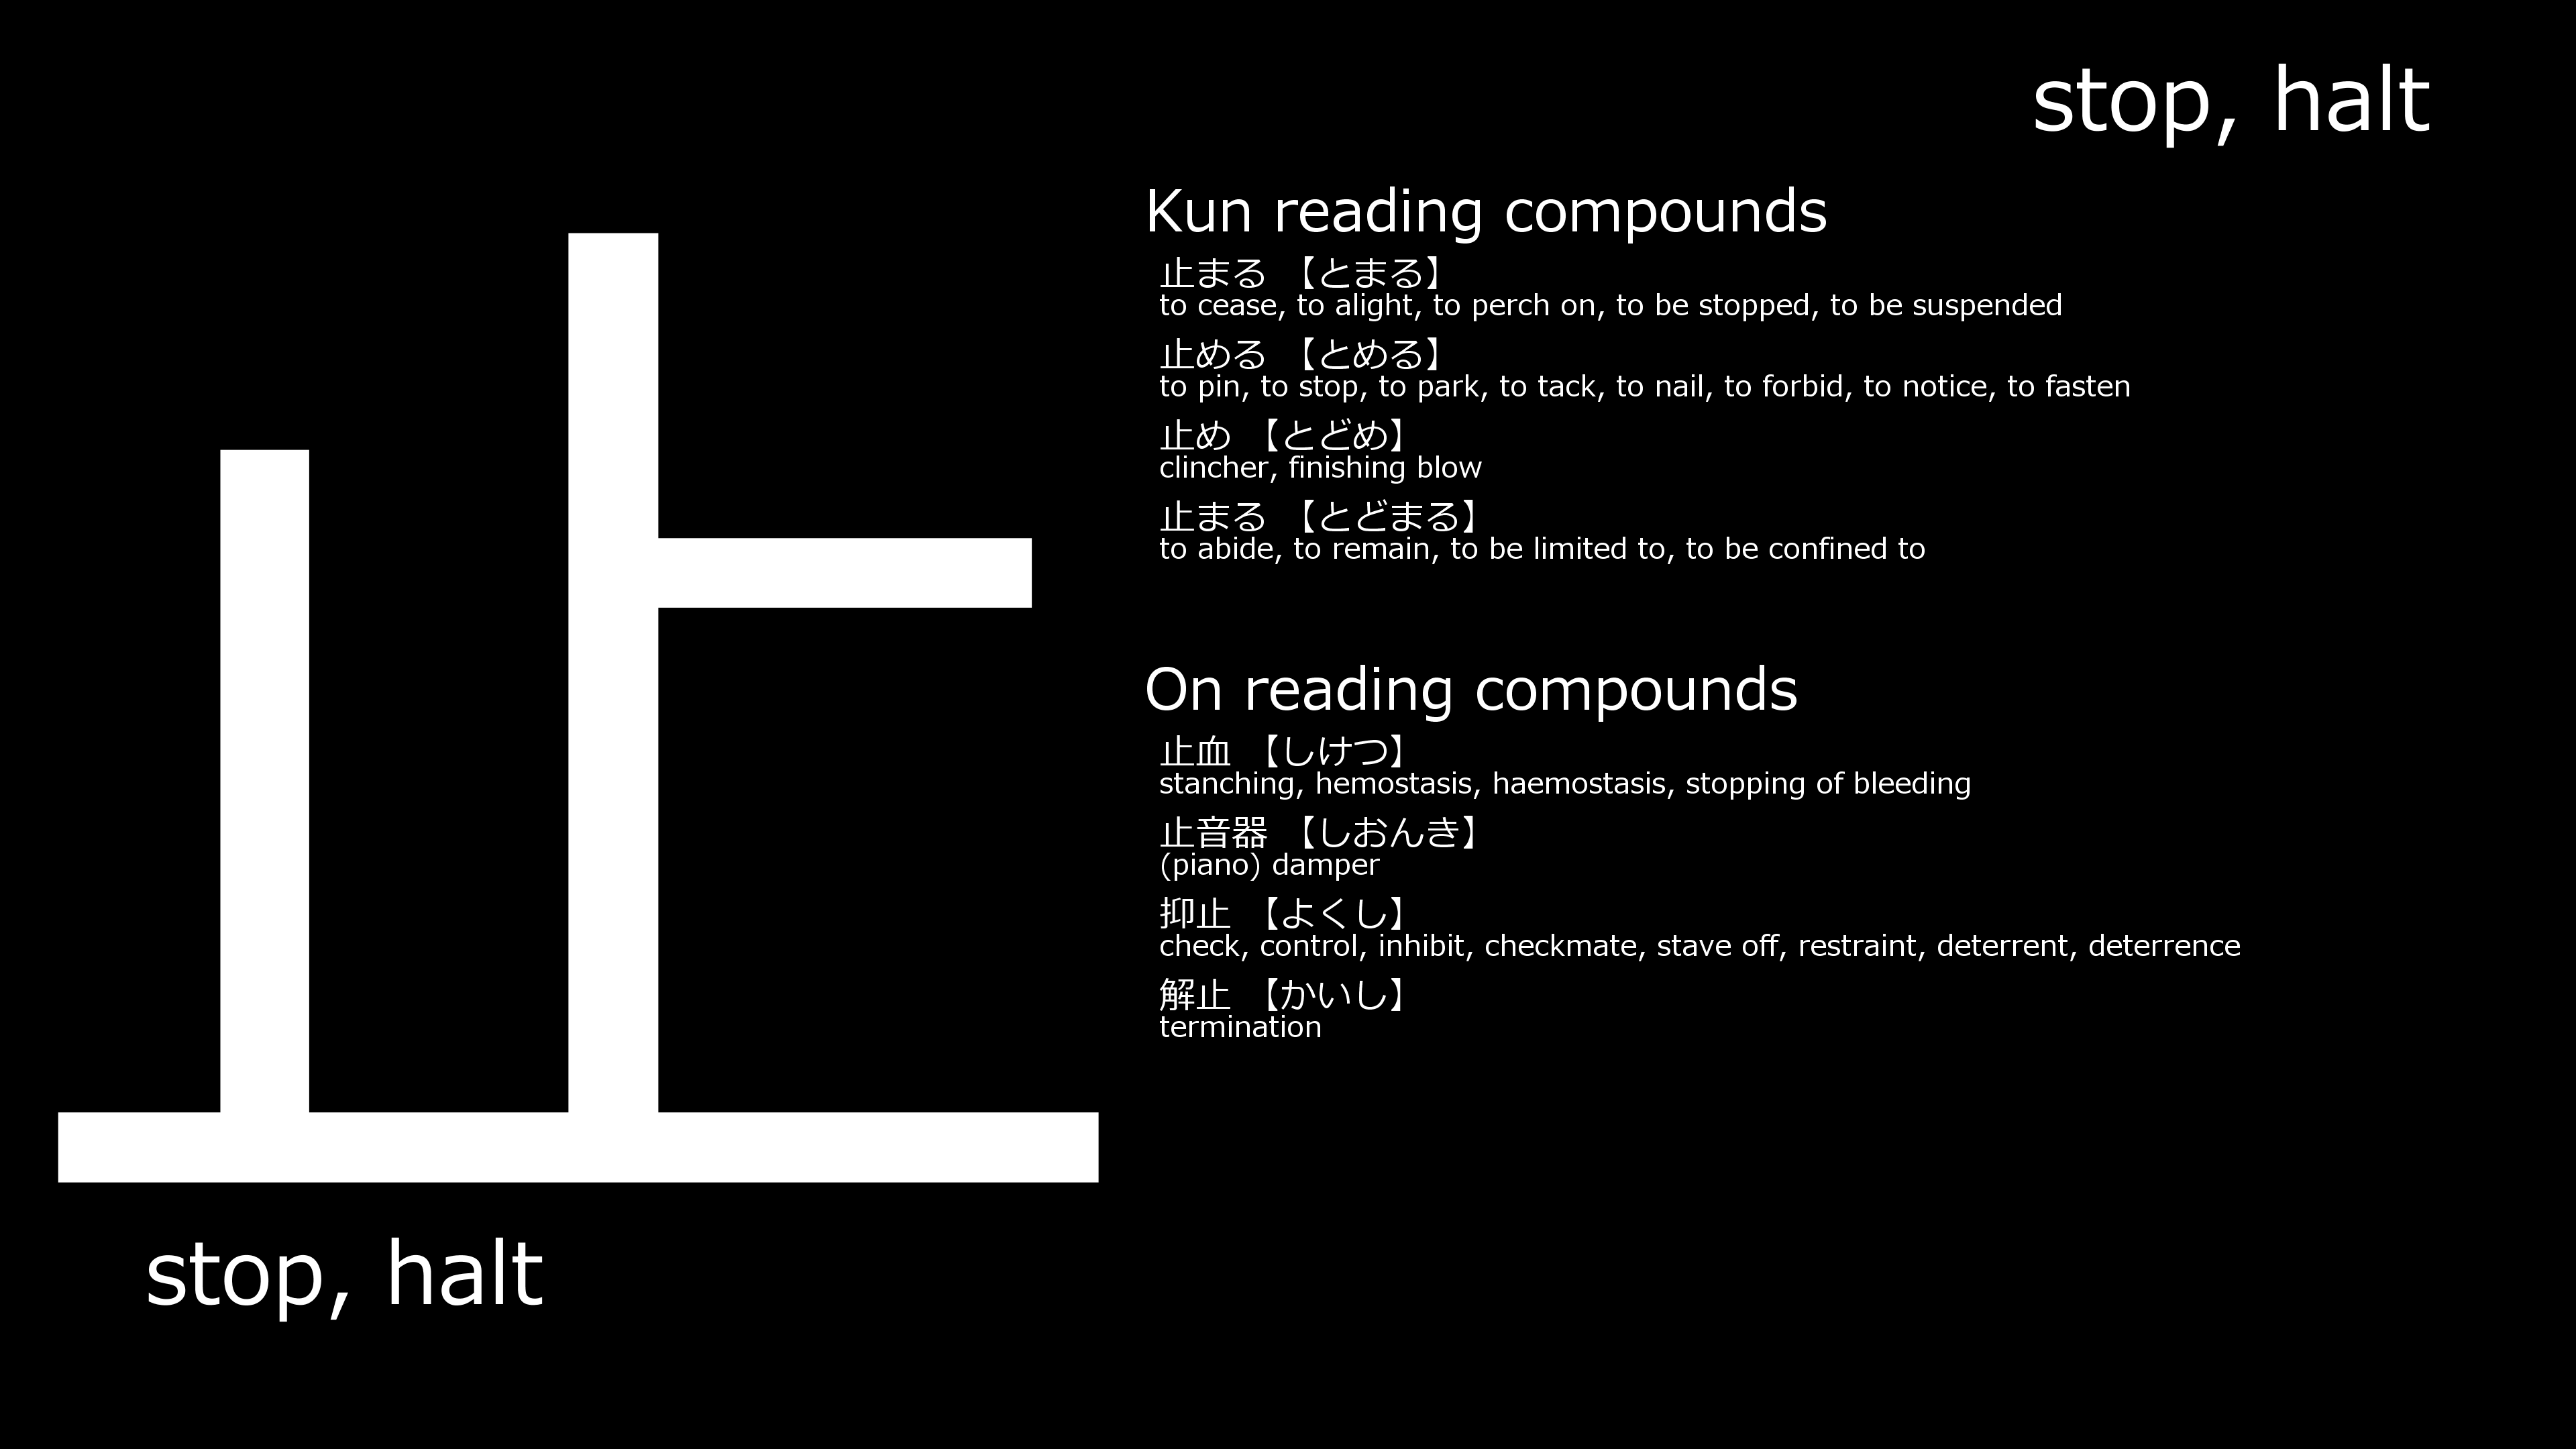 stop, halt
止
stop, halt
Kun reading compounds
止まる 【とまる】
to cease, to alight, to perch on, to be stopped, to be suspended
止める 【とめる】
to pin, to stop, to park, to tack, to nail, to forbid, to notice, to fasten
止め 【とどめ】
clincher, finishing blow
止まる 【とどまる】
to abide, to remain, to be limited to, to be confined to
On reading compounds
止血 【しけつ】
stanching, hemostasis, haemostasis, stopping of bleeding
止音器 【しおんき】
(piano) damper
抑止 【よくし】
check, control, inhibit, checkmate, stave off, restraint, deterrent, deterrence
解止 【かいし】
termination